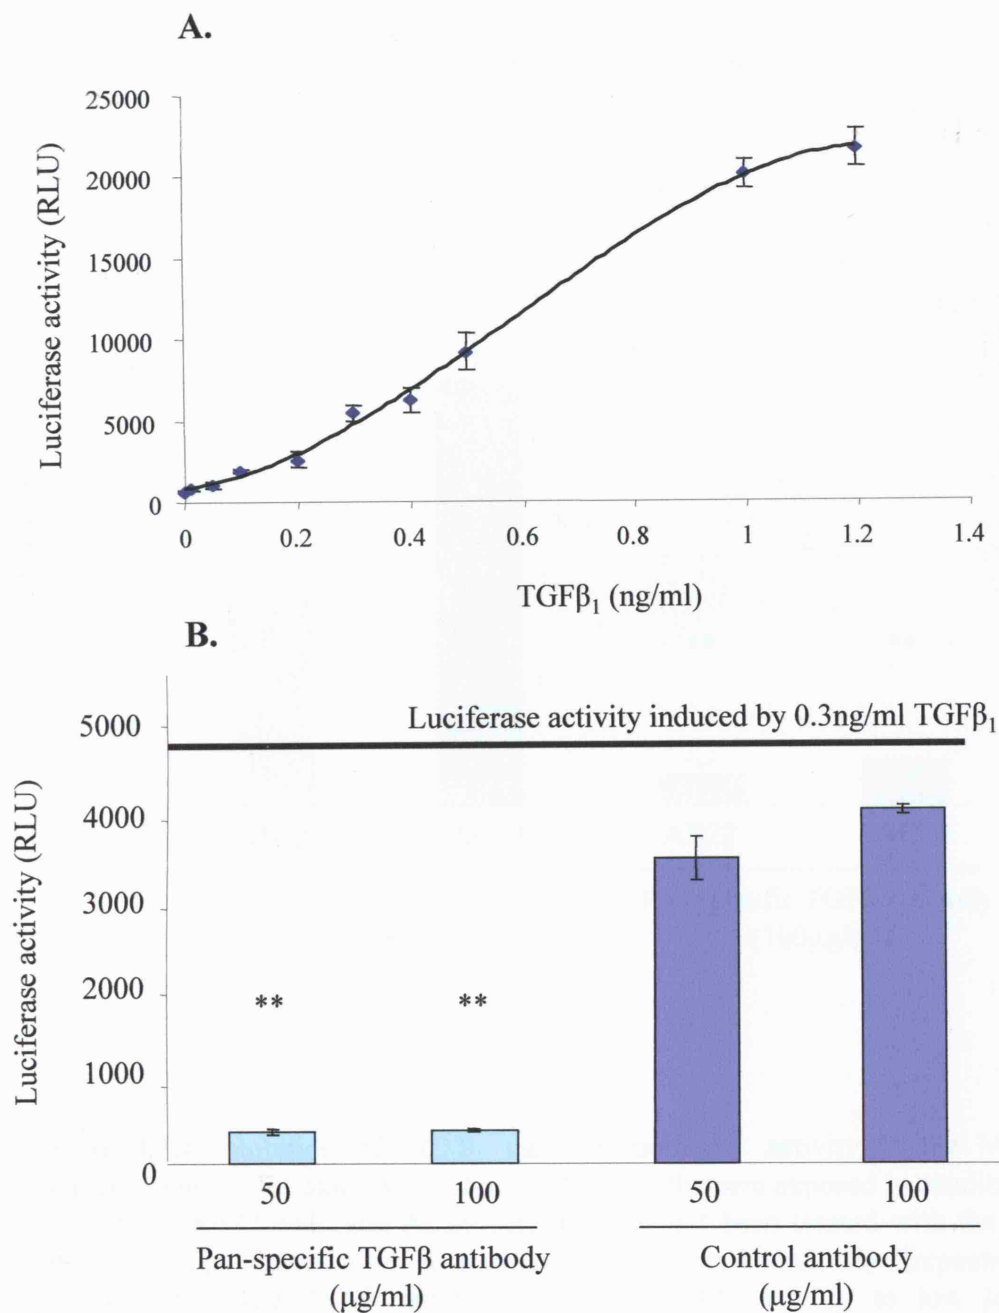 A.
25000
20000
15000
10000
5000
0
Luciferase activity (RLU)
0 0.2 0.4 0.6 0.8 1 1.2 1.4
TGFβ₁ (ng/ml)
B.
Luciferase activity induced by 0.3ng/ml TGFβ₁
5000
4000
3000
2000
1000
0
Luciferase activity (RLU)
** **
50 100 50 100
Pan-specific TGFβ antibody
(μg/ml)
Control antibody
(μg/ml)